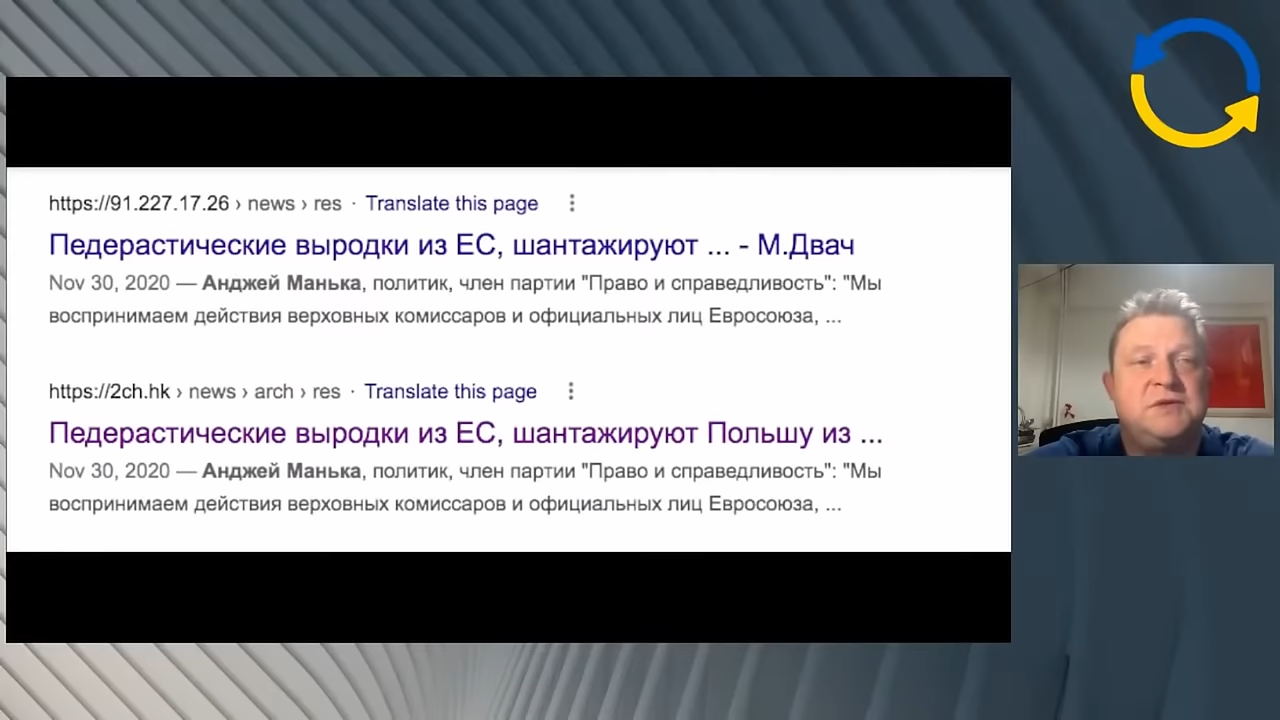 https://91.227.17.26 › news › res · Translate this page
Педерастические выродки из ЕС, шантажируют ... - М.Двач
Nov 30, 2020 — Анджей Манька, политик, член партии "Право и справедливость": "Мы
воспринимаем действия верховных комиссаров и официальных лиц Евросоюза, ...
https://2ch.hk › news › arch › res · Translate this page
Педерастические выродки из ЕС, шантажируют Польшу из ...
Nov 30, 2020 — Анджей Манька, политик, член партии "Право и справедливость": "Мы
воспринимаем действия верховных комиссаров и официальных лиц Евросоюза, ...